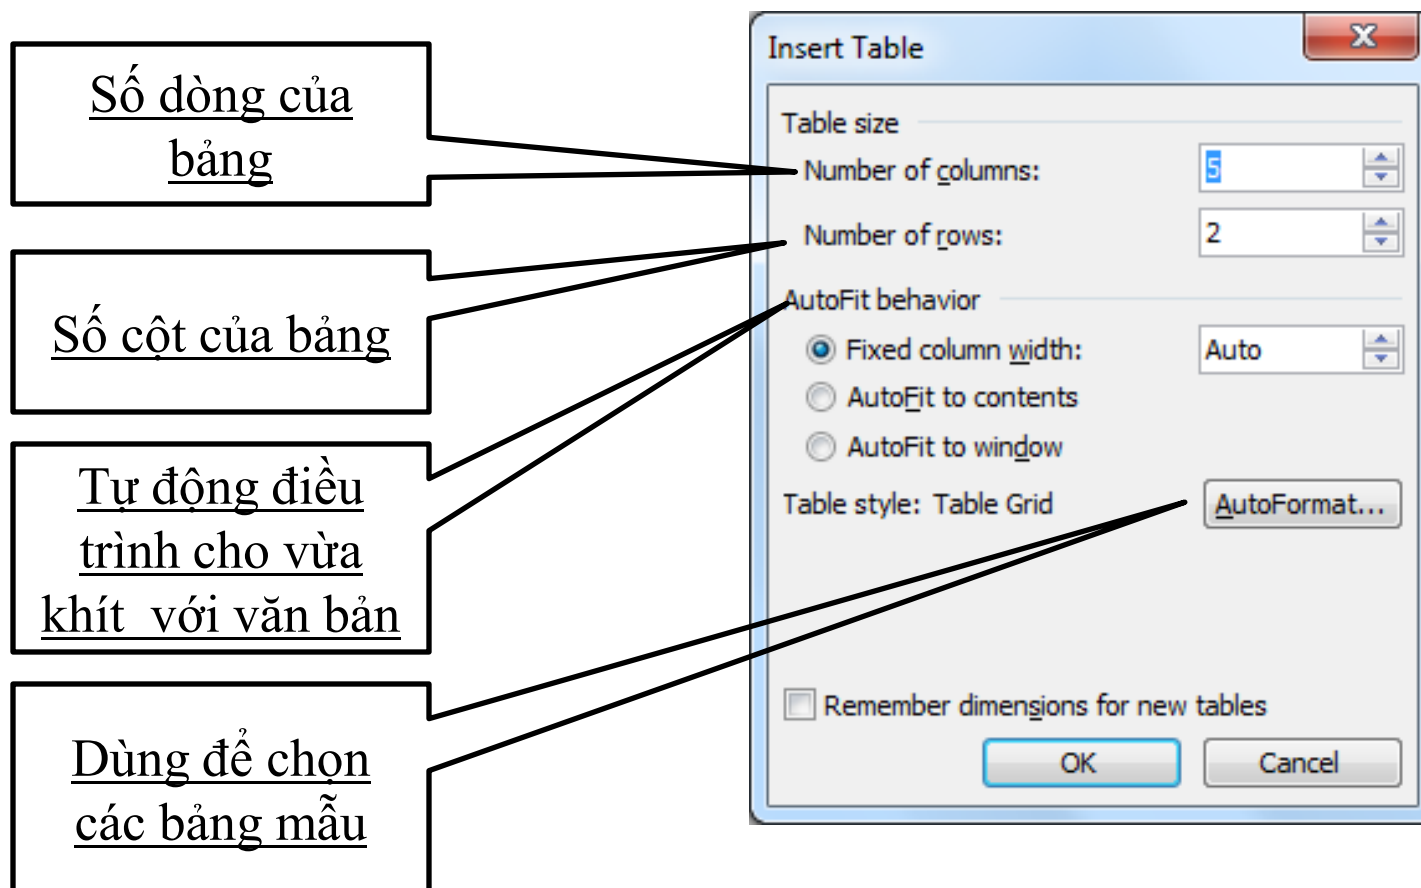 Số dòng của
bảng
Số cột của bảng
Tự động điều
trình cho vừa
khít với văn bản
Dùng để chọn
các bảng mẫu
Insert Table
Table size
Number of columns: 5
Number of rows: 2
AutoFit behavior
Fixed column width: Auto
AutoFit to contents
AutoFit to window
Table style: Table Grid AutoFormat...
Remember dimensions for new tables
OK Cancel